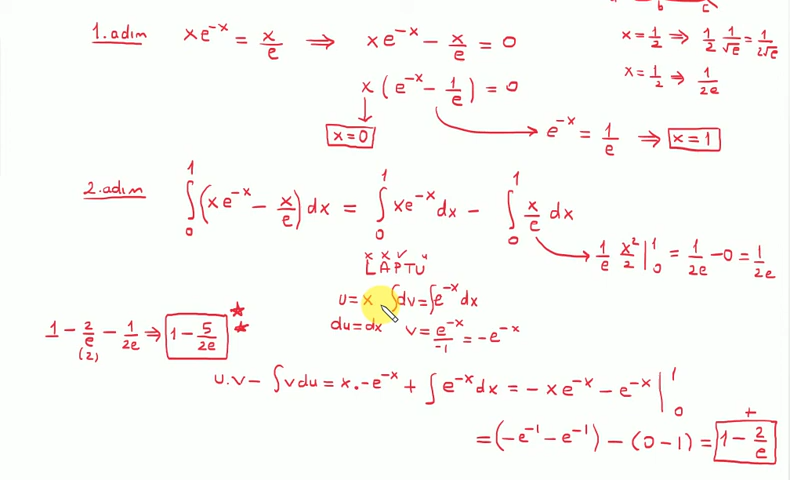 b c
1.adım xe^-x = x/e ⟹ xe^-x - x/e = 0
x = 1/2 ⟹ 1/2 1/√e = 1/2√e
x = 1/2 ⟹ 1/2e
x(e^-x - 1/e) = 0
x=0
e^-x = 1/e ⟹ x=1
2.adım ∫₀¹ (xe^-x - x/e) dx = ∫₀¹ xe^-x dx - ∫₀¹ x/e dx
1/e x²/2 |₀¹ = 1/2e - 0 = 1/2e
x x ✓ u
LAPTÜ
u = x ∫dv = ∫e^-x dx
du = dx v = e^-x/-1 = -e^-x
1 - 2/e - 1/2e ⟹ 1 - 5/2e **
(2)
u.v - ∫vdu = x.-e^-x + ∫e^-x dx = -xe^-x - e^-x |₀¹
= (-e^-1 - e^-1) - (0-1) = 1 - 2/e
+